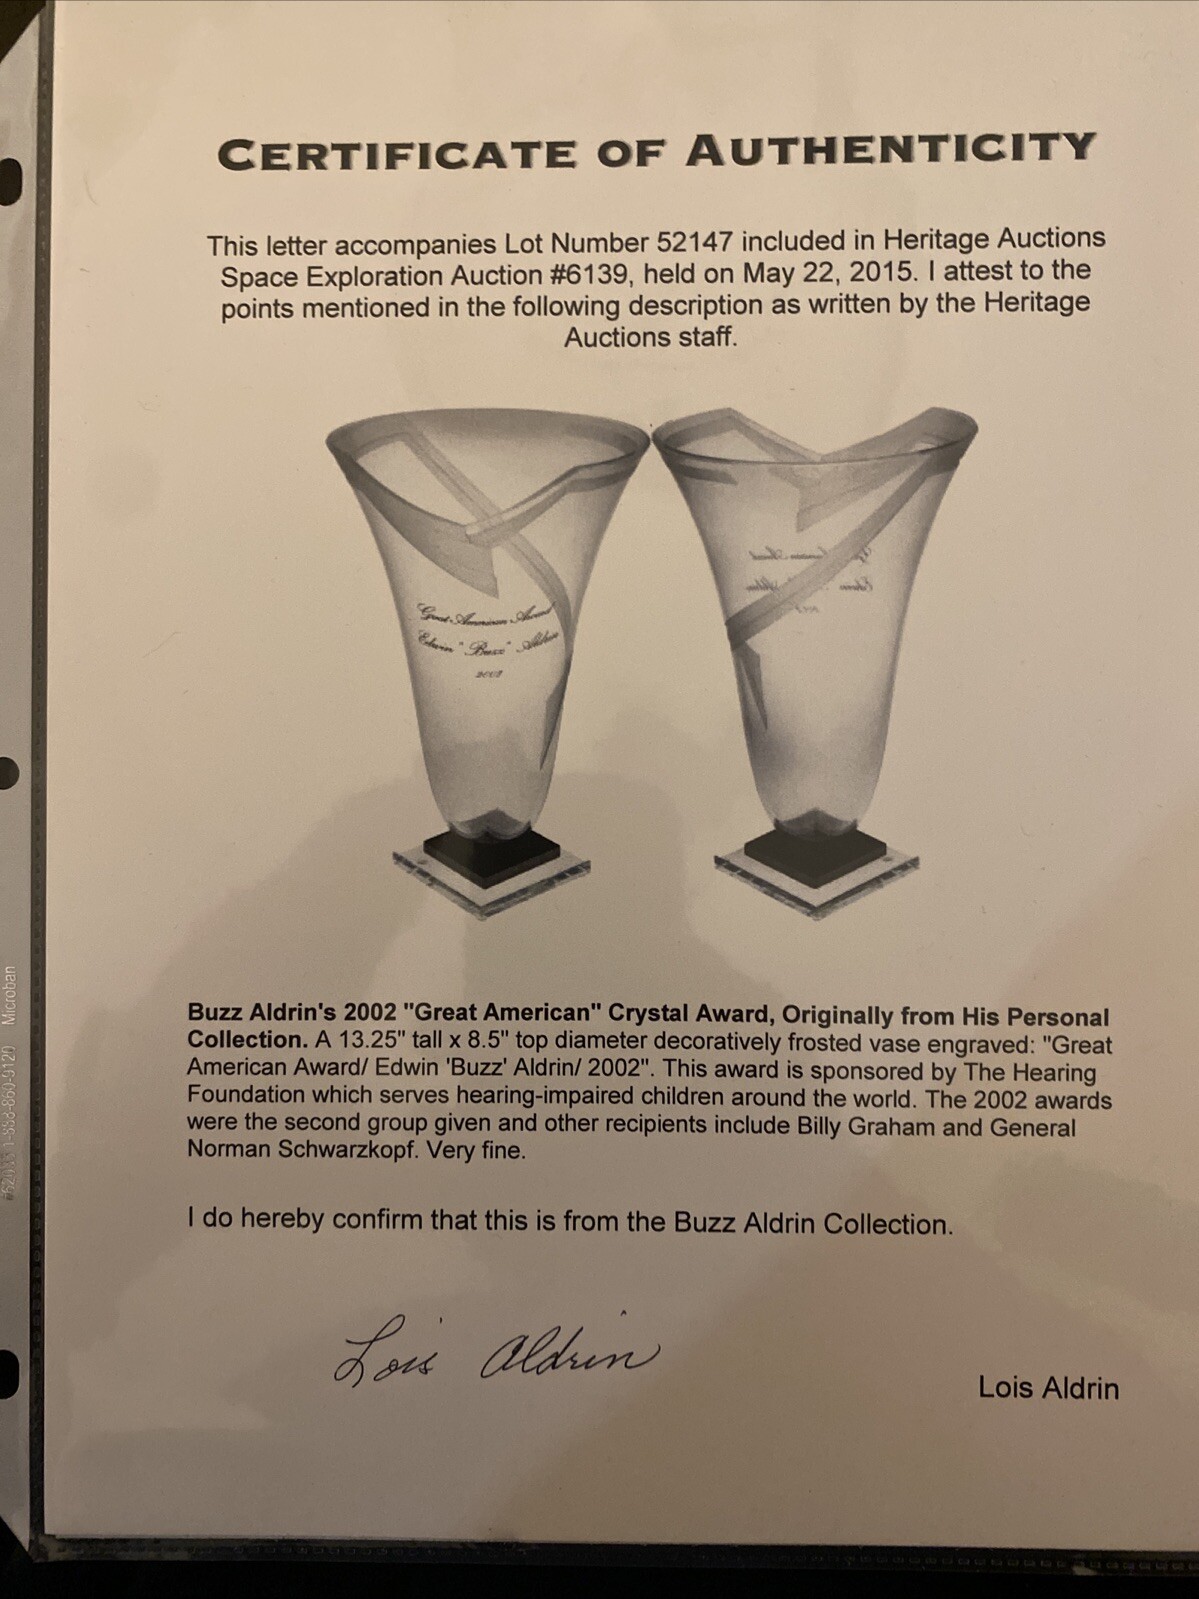 CERTIFICATE OF AUTHENTICITY
This letter accompanies Lot Number 52147 included in Heritage Auctions
Space Exploration Auction #6139, held on May 22, 2015. I attest to the
points mentioned in the following description as written by the Heritage
Auctions staff.
Great American Award
Edwin "Buzz" Aldrin
2002
Buzz Aldrin's 2002 "Great American" Crystal Award, Originally from His Personal
Collection. A 13.25" tall x 8.5" top diameter decoratively frosted vase engraved: "Great
American Award/ Edwin 'Buzz' Aldrin/ 2002". This award is sponsored by The Hearing
Foundation which serves hearing-impaired children around the world. The 2002 awards
were the second group given and other recipients include Billy Graham and General
Norman Schwarzkopf. Very fine.
I do hereby confirm that this is from the Buzz Aldrin Collection.
Lois Aldrin
Lois Aldrin
Microban